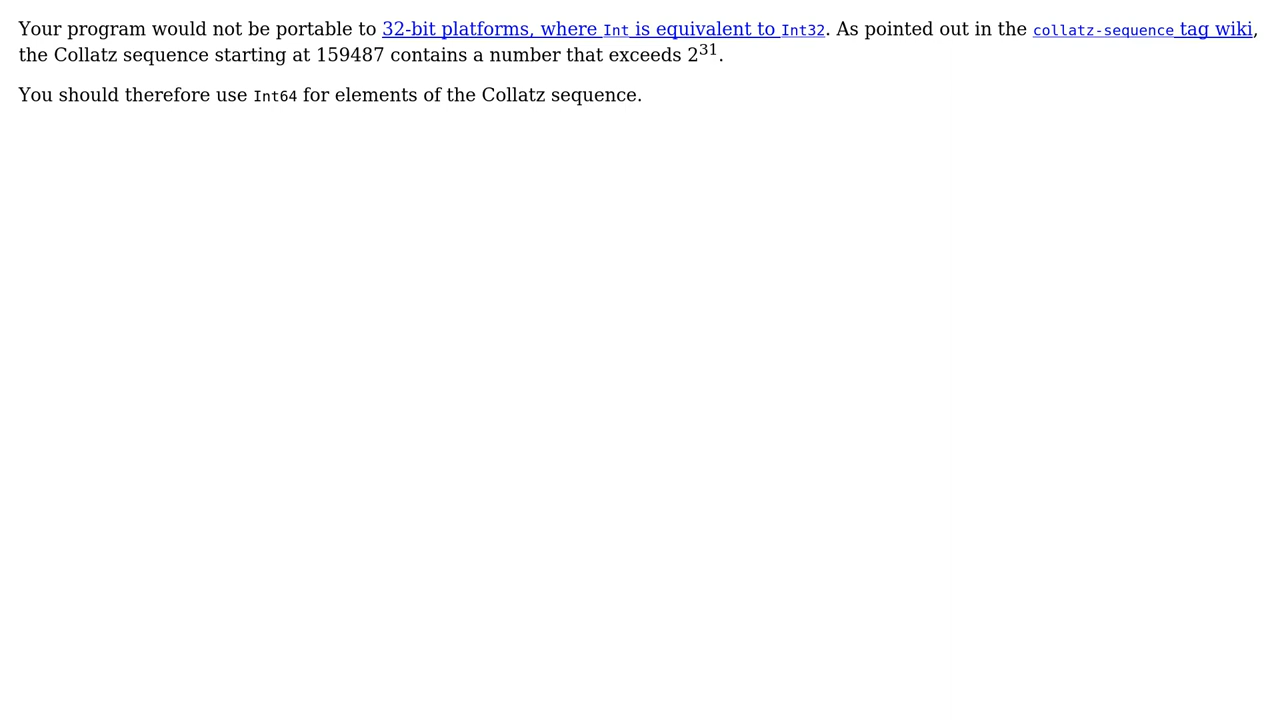 Your program would not be portable to 32-bit platforms, where Int is equivalent to Int32. As pointed out in the collatz-sequence tag wiki,
the Collatz sequence starting at 159487 contains a number that exceeds 2³¹.
You should therefore use Int64 for elements of the Collatz sequence.